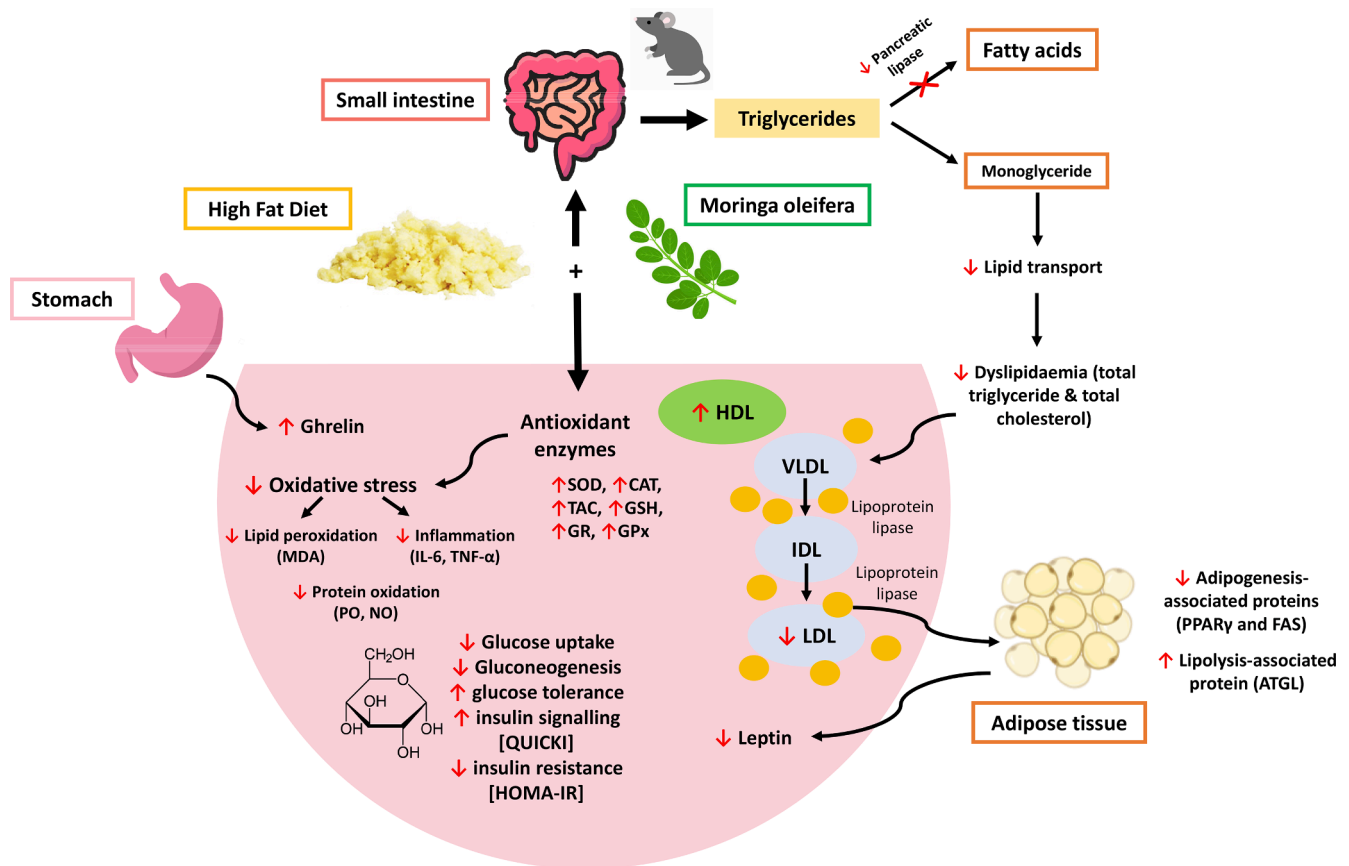 ↓ Pancreatic
lipase
Fatty acids
Small intestine
Triglycerides
Monoglyceride
High Fat Diet
Moringa oleifera
+
↓ Lipid transport
Stomach
↓ Dyslipidaemia (total
triglyceride & total
cholesterol)
↑ HDL
↑ Ghrelin
Antioxidant
enzymes
VLDL
↓ Oxidative stress
↑SOD, ↑CAT,
↑TAC, ↑GSH,
↑GR, ↑GPx
Lipoprotein
lipase
↓ Lipid peroxidation
(MDA)
↓ Inflammation
(IL-6, TNF-α)
IDL
↓ Protein oxidation
(PO, NO)
Lipoprotein
lipase
↓ LDL
↓ Adipogenesis-
associated proteins
(PPARγ and FAS)
↑ Lipolysis-associated
protein (ATGL)
CH₂OH
O
OH
OH
OH
OH
↓ Glucose uptake
↓ Gluconeogenesis
↑ glucose tolerance
↑ insulin signalling
[QUICKI]
↓ insulin resistance
[HOMA-IR]
↓ Leptin
Adipose tissue